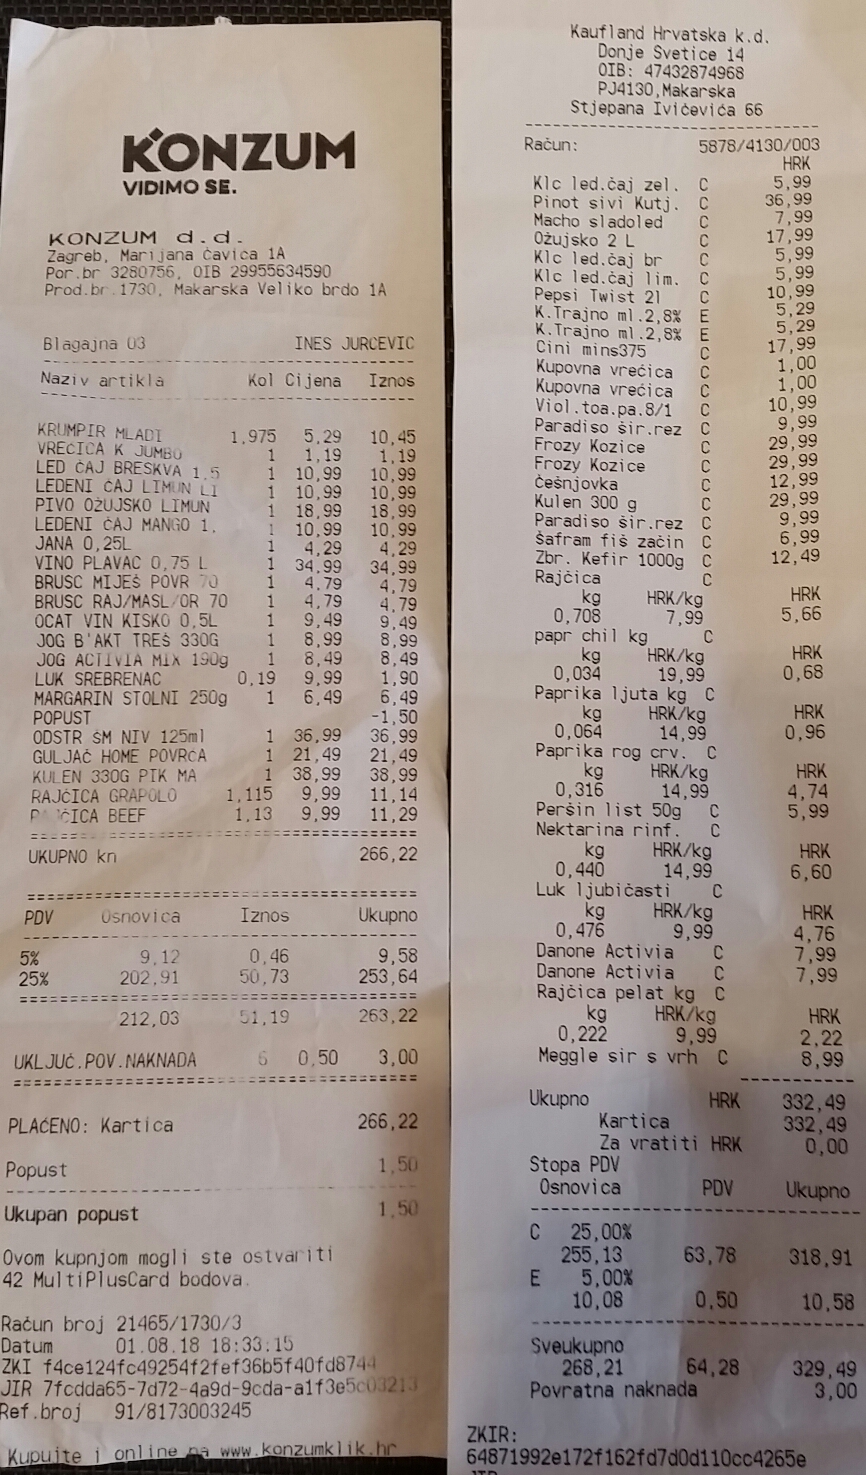 KONZUM
VIDIMO SE.
KONZUM d.d.
Zagreb, Marijana Čavica 1A
Por.br 3280756, OIB 29955634590
Prod.br.1730, Makarska Veliko brdo 1A
Blagajna 03 INES JURCEVIC
Naziv artikla Kol Cijena Iznos
KRUMPIR MLADI 1,975 5,29 10,45
VREĆICA K JUMBO 1 1,19 1,19
LED ČAJ BRESKVA 1,5 1 10,99 10,99
LEDENI ČAJ LIMUN LI 1 10,99 10,99
PIVO OŽUJSKO LIMUN 1 18,99 18,99
LEDENI ČAJ MANGO 1, 1 10,99 10,99
JANA 0,25L 1 4,29 4,29
VINO PLAVAC 0,75 L 1 34,99 34,99
BRUSC MIJEŠ POVR 70 1 4,79 4,79
BRUSC RAJ/MASL/OR 70 1 4,79 4,79
OCAT VIN KISKO 0,5L 1 9,49 9,49
JOG B'AKT TREŠ 330G 1 8,99 8,99
JOG ACTIVIA MIX 190g 1 8,49 8,49
LUK SREBRENAC 0,19 9,99 1,90
MARGARIN STOLNI 250g 1 6,49 6,49
POPUST -1,50
ODSTR ŠM NIV 125ml 1 36,99 36,99
GULJAČ HOME POVRĆA 1 21,49 21,49
KULEN 330G PIK MA 1 38,99 38,99
RAJČICA GRAPOLO 1,115 9,99 11,14
RAJČICA BEEF 1,13 9,99 11,29
UKUPNO kn 266,22
PDV Osnovica Iznos Ukupno
5% 9,12 0,46 9,58
25% 202,91 50,73 253,64
212,03 51,19 263,22
UKLJUČ.POV.NAKNADA 6 0,50 3,00
PLAĆENO: Kartica 266,22
Popust 1,50
Ukupan popust 1,50
Ovom kupnjom mogli ste ostvariti
42 MultiPlusCard bodova.
Račun broj 21465/1730/3
Datum 01.08.18 18:33:15
ZKI f4ce124fc49254f2fef36b5f40fd8744
JIR 7fcdda65-7d72-4a9d-9cda-a1f3e5c03213
Ref.broj 91/8173003245
Kupujte i online na www.konzumklik.hr
Kaufland Hrvatska k.d.
Donje Svetice 14
OIB: 47432874968
PJ4130,Makarska
Stjepana Ivičevića 66
Račun: 5878/4130/003
HRK
Klc led.čaj zel. C 5,99
Pinot sivi Kutj. C 36,99
Macho sladoled C 7,99
Ožujsko 2 L C 17,99
Klc led.čaj br C 5,99
Klc led.čaj lim. C 5,99
Pepsi Twist 2l C 10,99
K.Trajno ml.2,8% E 5,29
K.Trajno ml.2,8% E 5,29
Cini mins375 C 17,99
Kupovna vrećica C 1,00
Kupovna vrećica C 1,00
Viol.toa.pa.8/1 C 10,99
Paradiso šir.rez C 9,99
Frozy Kozice C 29,99
Frozy Kozice C 29,99
češnjovka C 12,99
Kulen 300 g C 29,99
Paradiso šir.rez C 9,99
Šafram fiš začin C 6,99
Zbr. Kefir 1000g C 12,49
Rajčica C
kg HRK/kg HRK
0,708 7,99 5,66
papr chil kg C
kg HRK/kg HRK
0,034 19,99 0,68
Paprika ljuta kg C
kg HRK/kg HRK
0,064 14,99 0,96
Paprika rog crv. C
kg HRK/kg HRK
0,316 14,99 4,74
Peršin list 50g C 5,99
Nektarina rinf. C
kg HRK/kg HRK
0,440 14,99 6,60
Luk ljubičasti C
kg HRK/kg HRK
0,476 9,99 4,76
Danone Activia C 7,99
Danone Activia C 7,99
Rajčica pelat kg C
kg HRK/kg HRK
0,222 9,99 2,22
Meggle sir s vrh C 8,99
Ukupno HRK 332,49
Kartica 332,49
Za vratiti HRK 0,00
Stopa PDV
Osnovica PDV Ukupno
C 25,00%
255,13 63,78 318,91
E 5,00%
10,08 0,50 10,58
Sveukupno
268,21 64,28 329,49
Povratna naknada 3,00
ZKIR:
64871992e172f162fd7d0d110cc4265e